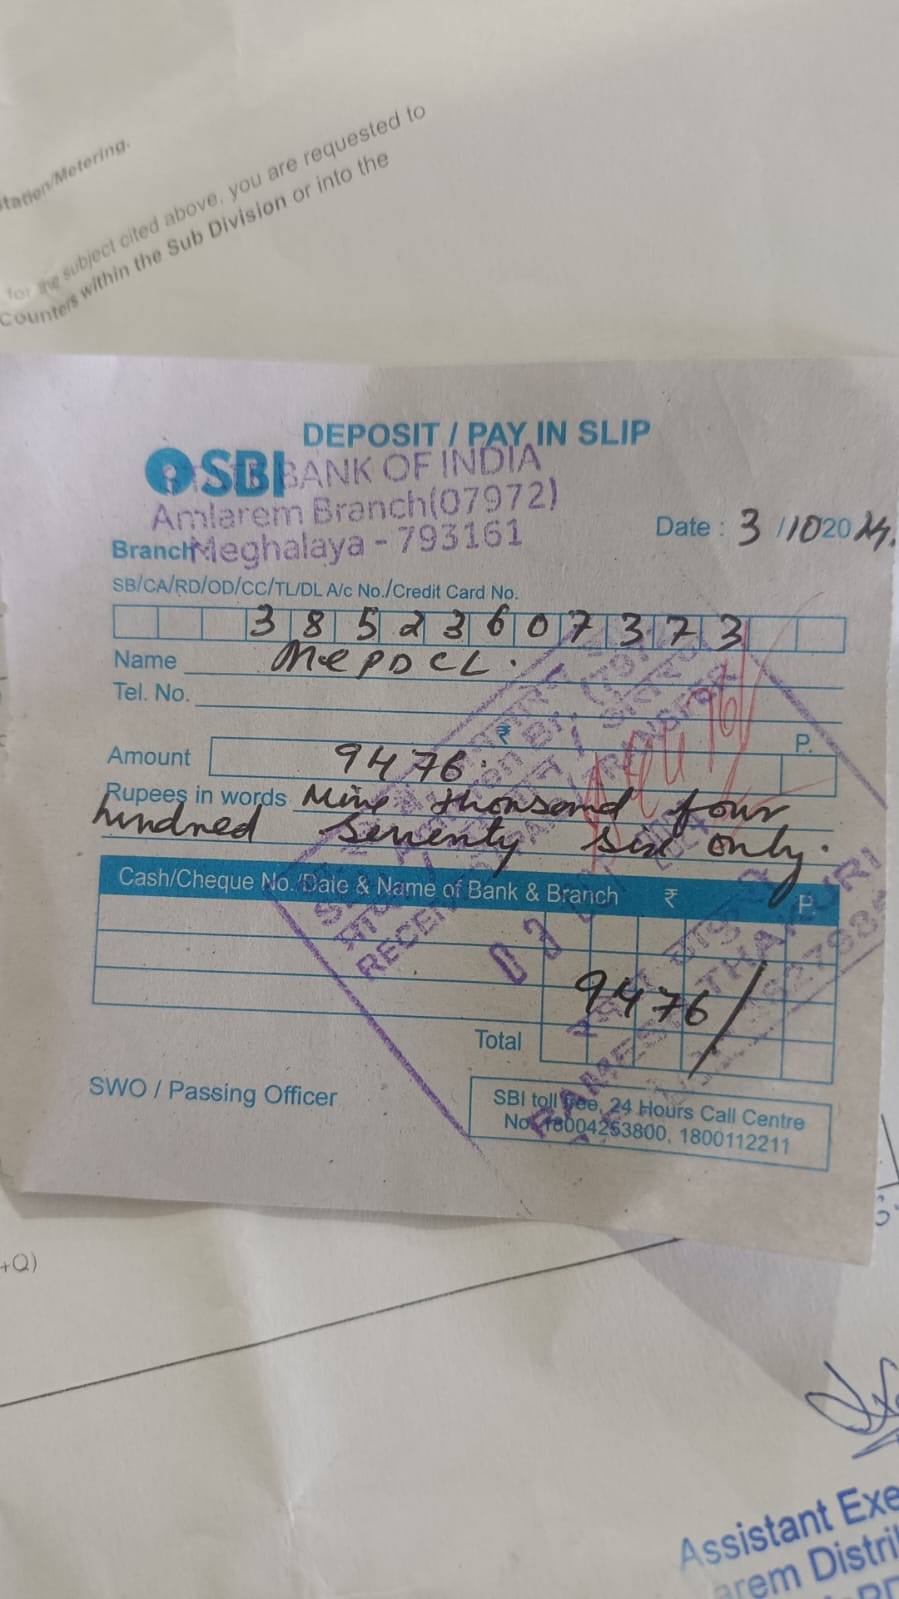 tation/Metering.
for the subject cited above, you are requested to
Counters within the Sub Division or into the
DEPOSIT / PAY IN SLIP
SBI BANK OF INDIA
Amlarem Branch(07972)
Meghalaya - 793161
Branch
Date : 3/10 2024.
SB/CA/RD/OD/CC/TL/DL A/c No./Credit Card No.
38523607373
Name MePDCL.
Tel. No.
₹ P.
Amount 9476.
Rupees in words Nine thousand four
hundred Seventy six only.
Cash/Cheque No./Date & Name of Bank & Branch ₹ P.
03
9476/
Total
SWO / Passing Officer
SBI toll free, 24 Hours Call Centre
No. 18004253800, 1800112211
+Q)
Assistant Exe
arem Distri